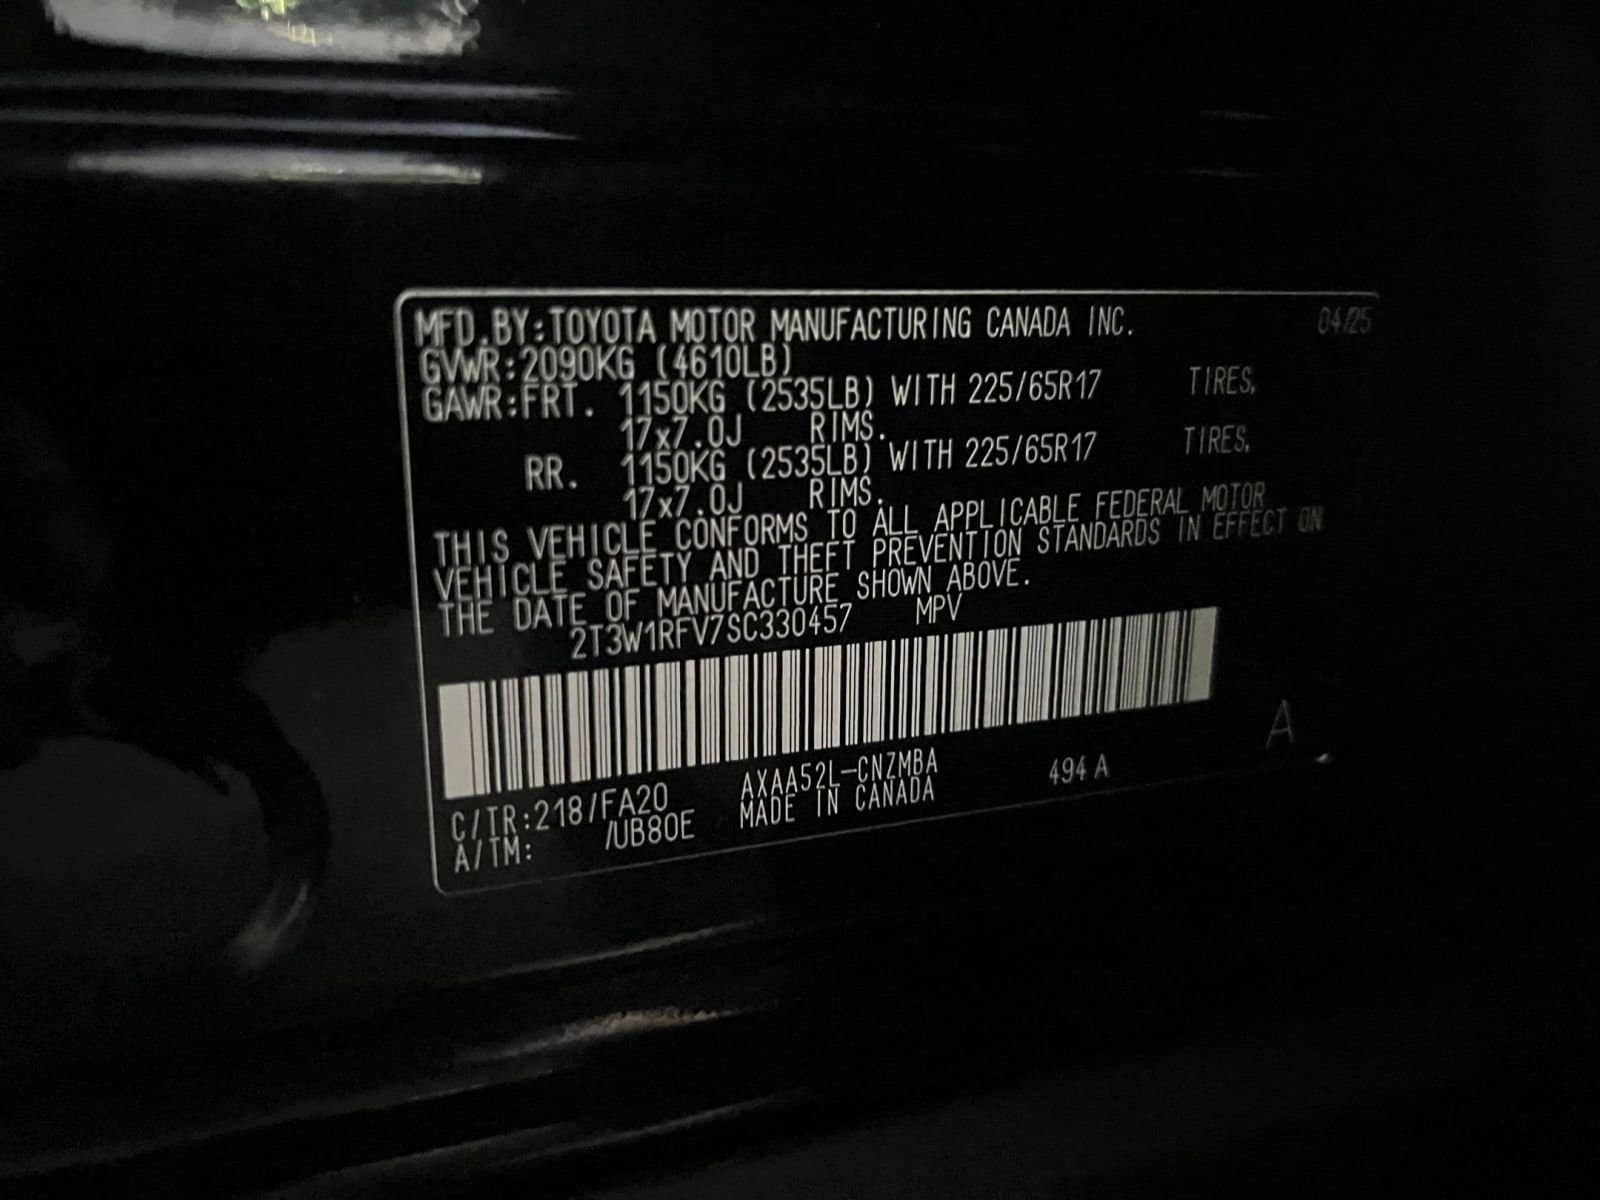 MFD.BY:TOYOTA MOTOR MANUFACTURING CANADA INC. 04/25
GVWR:2090KG (4610LB)
GAWR:FRT. 1150KG (2535LB) WITH 225/65R17 TIRES,
17x7.0J RIMS.
RR. 1150KG (2535LB) WITH 225/65R17 TIRES,
17x7.0J RIMS.
THIS VEHICLE CONFORMS TO ALL APPLICABLE FEDERAL MOTOR
VEHICLE SAFETY AND THEFT PREVENTION STANDARDS IN EFFECT ON
THE DATE OF MANUFACTURE SHOWN ABOVE.
2T3W1RFV7SC330457 MPV
A
C/TR:218/FA20 AXAA52L-CNZMBA 494 A
A/TM: /UB80E MADE IN CANADA